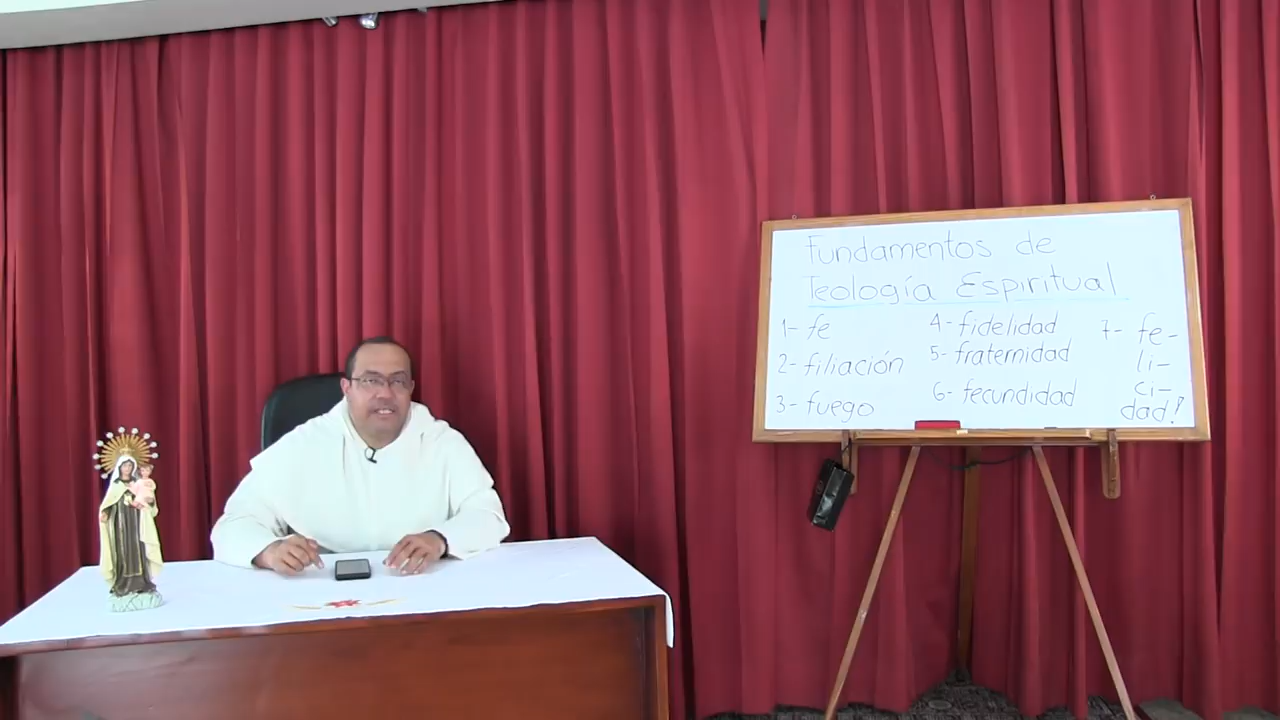 Fundamentos de
Teología Espiritual
1- fe
2- filiación
3- fuego
4- fidelidad
5- fraternidad
6- fecundidad
7- fe-
li-
ci-
dad!